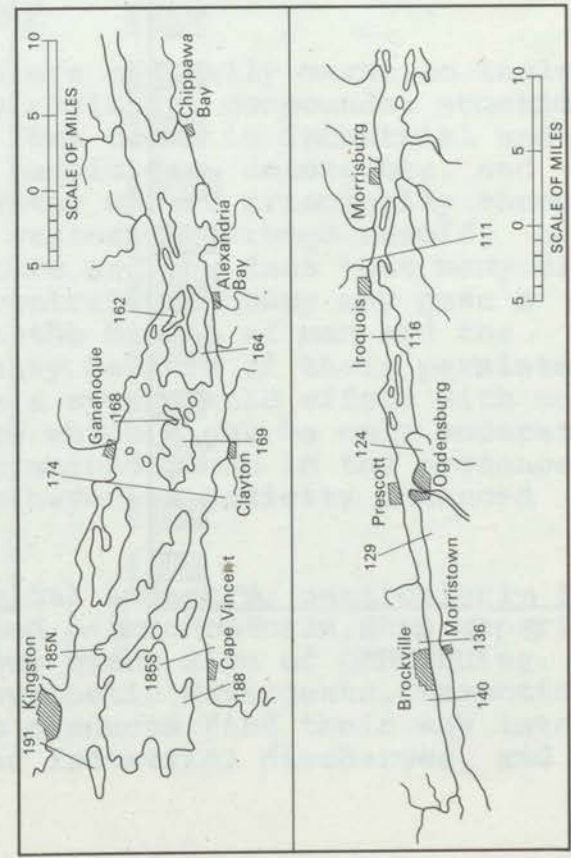 10
5
0
5
SCALE OF MILES
191 Kingston
185N
185S
Cape Vincent
188
174
Gananoque
168
Clayton
169
162
164
Alexandria
Bay
Chippawa
Bay
Brockville
136
Morristown
140
129
Prescott
124
Ogdensburg
Iroquois
116
Morrisburg
111
5
0
5
10
SCALE OF MILES